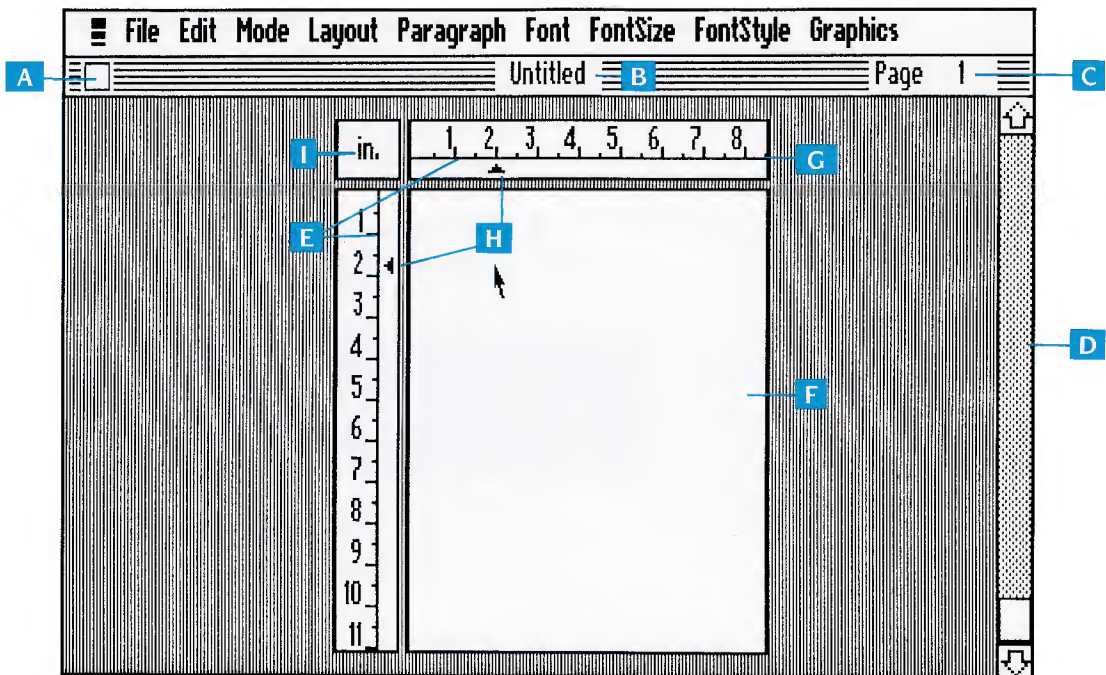 File Edit Mode Layout Paragraph Font FontSize FontStyle Graphics
A Untitled B Page 1 C
I in. 1 2 3 4 5 6 7 8 G
E H
1
2
3
4 D
5 F
6
7
8
9
10
11